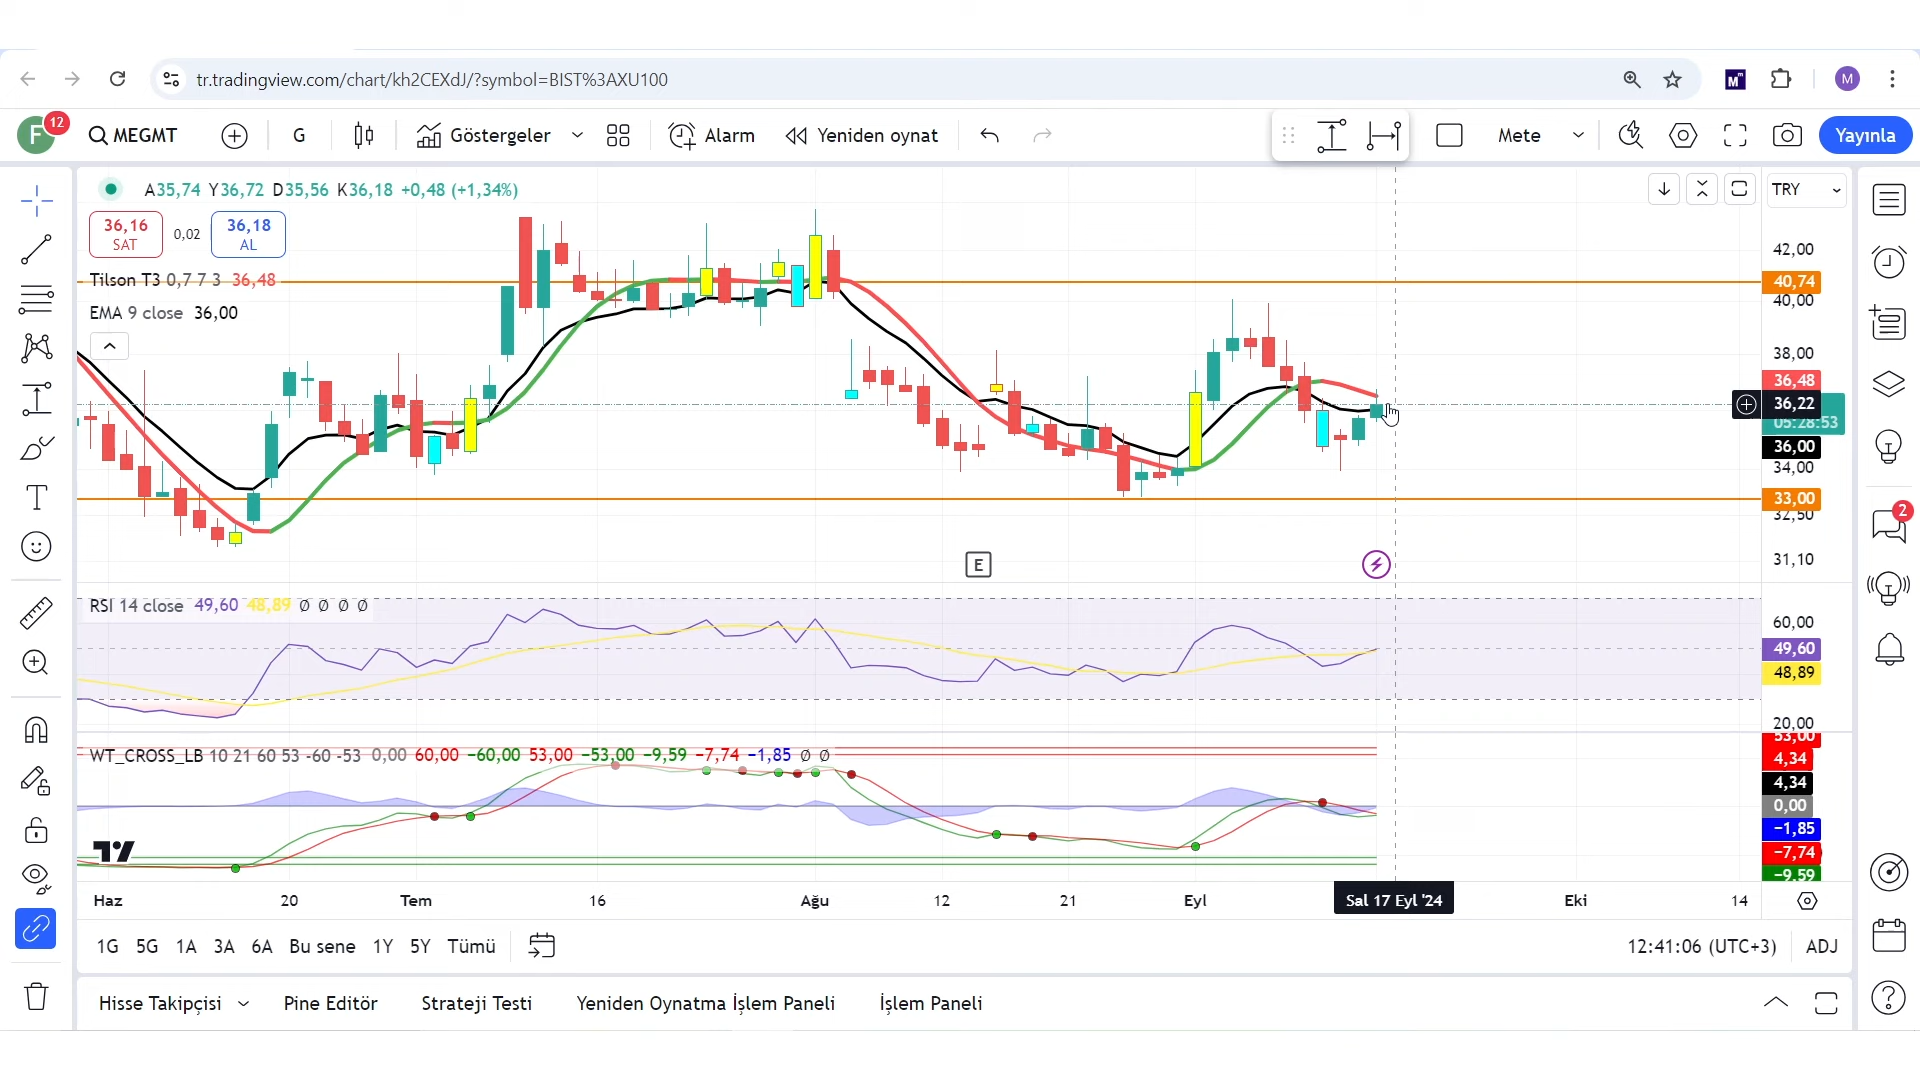 tr.tradingview.com/chart/kh2CEXdJ/?symbol=BIST%3AXU100
M
F
12
MEGMT
G
Göstergeler
Alarm
Yeniden oynat
Mete
Yayınla
A35,74 Y36,72 D35,56 K36,18 +0,48 (+1,34%)
TRY
36,16
SAT
0,02
36,18
AL
Tilson T3 0,7 7 3 36,48
EMA 9 close 36,00
42,00
40,74
40,00
38,00
36,48
36,22
05:28:53
36,00
34,00
33,00
32,50
31,10
E
2
RSI 14 close 49,60 48,89 Ø Ø Ø Ø
60,00
49,60
48,89
20,00
WT_CROSS_LB 10 21 60 53 -60 -53 0,00 60,00 −60,00 53,00 −53,00 −9,59 −7,74 −1,85 Ø Ø
53,00
4,34
4,34
0,00
−1,85
−7,74
−9,59
Haz 20 Tem 16 Ağu 12 21 Eyl Sal 17 Eyl '24 Eki 14
1G 5G 1A 3A 6A Bu sene 1Y 5Y Tümü
12:41:06 (UTC+3) ADJ
Hisse Takipçisi Pine Editör Strateji Testi Yeniden Oynatma İşlem Paneli İşlem Paneli